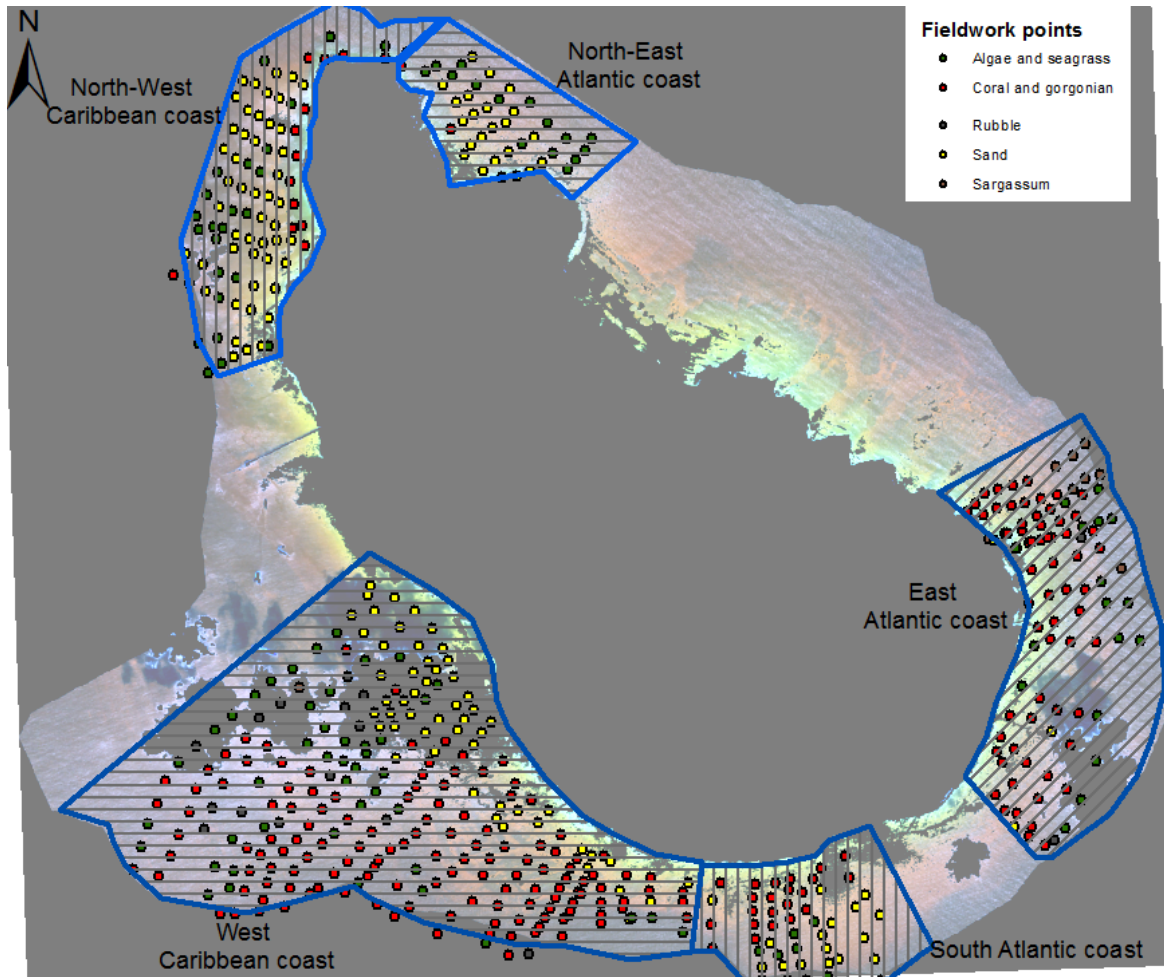 N
North-West
Caribbean coast
North-East
Atlantic coast
Fieldwork points
Algae and seagrass
Coral and gorgonian
Rubble
Sand
Sargassum
East
Atlantic coast
West
Caribbean coast
South Atlantic coast